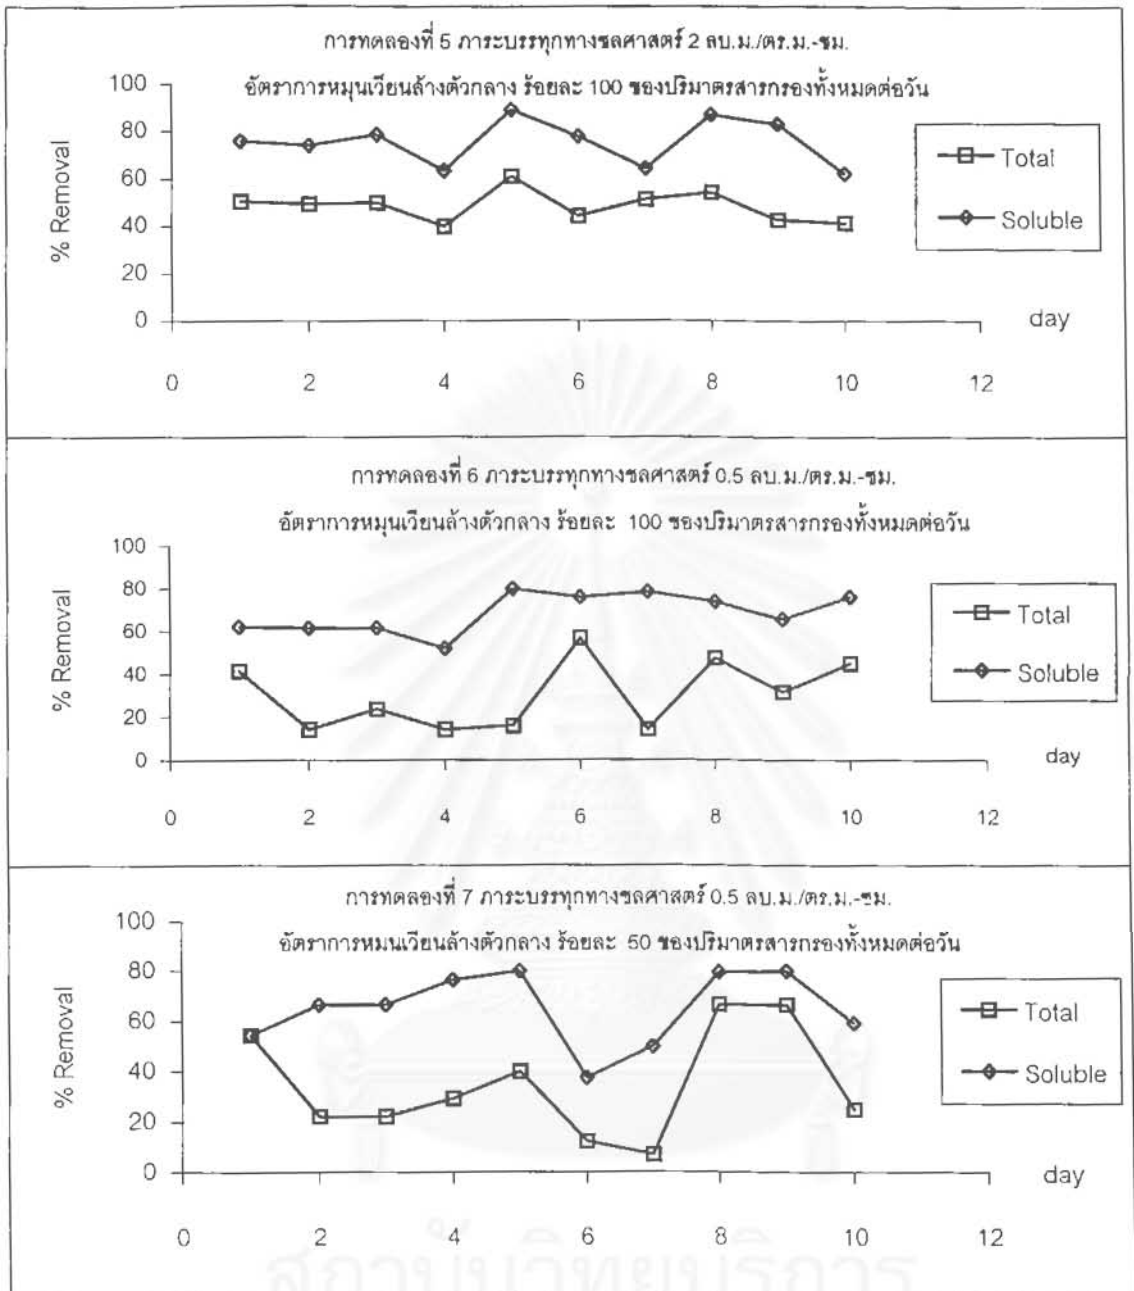 การทดลองที่ 5 ภาระบรรทุกทางชลศาสตร์ 2 ลบ.ม./ตร.ม.-ชม.
อัตราการหมุนเวียนล้างตัวกลาง ร้อยละ 100 ของปริมาตรสารกรองทั้งหมดต่อวัน
% Removal
100
80
60
40
20
0
0 2 4 6 8 10 12
day
Total
Soluble
การทดลองที่ 6 ภาระบรรทุกทางชลศาสตร์ 0.5 ลบ.ม./ตร.ม.-ชม.
อัตราการหมุนเวียนล้างตัวกลาง ร้อยละ 100 ของปริมาตรสารกรองทั้งหมดต่อวัน
% Removal
100
80
60
40
20
0
0 2 4 6 8 10 12
day
Total
Soluble
การทดลองที่ 7 ภาระบรรทุกทางชลศาสตร์ 0.5 ลบ.ม./ตร.ม.-ชม.
อัตราการหมนเวียนล้างตัวกลาง ร้อยละ 50 ของปริมาตรสารกรองทั้งหมดต่อวัน
% Removal
100
80
60
40
20
0
0 2 4 6 8 10 12
day
Total
Soluble
สถาบันวิทยบริการ